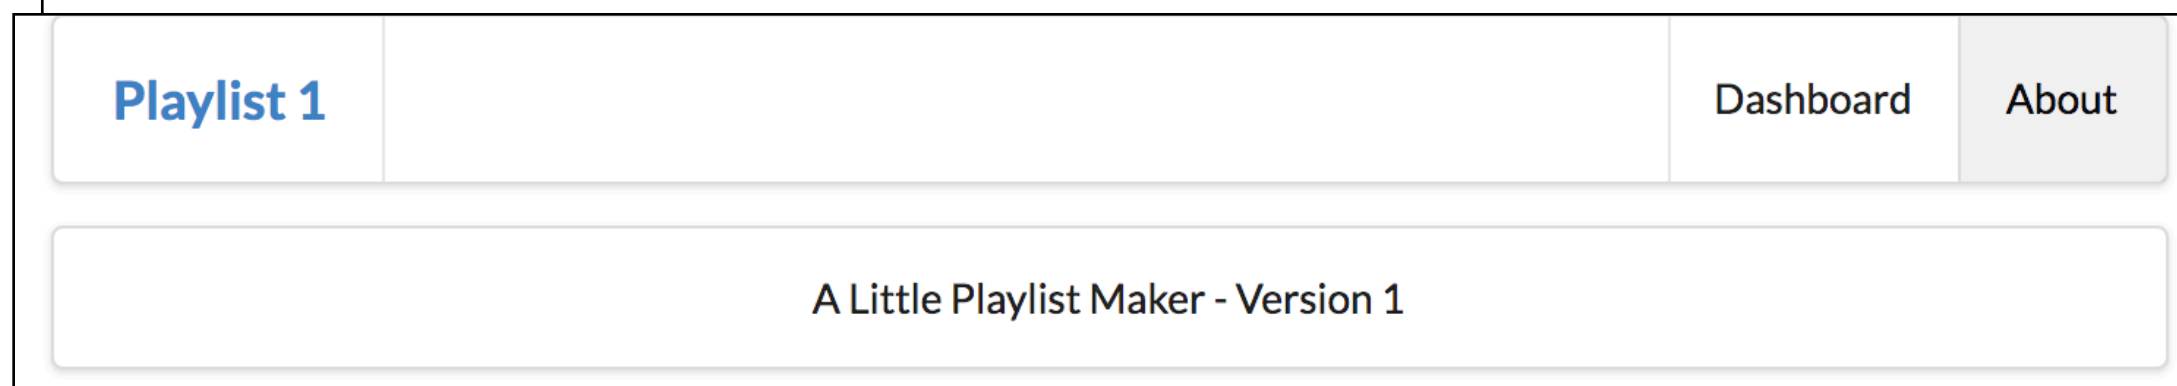 Playlist 1 Dashboard About
A Little Playlist Maker - Version 1